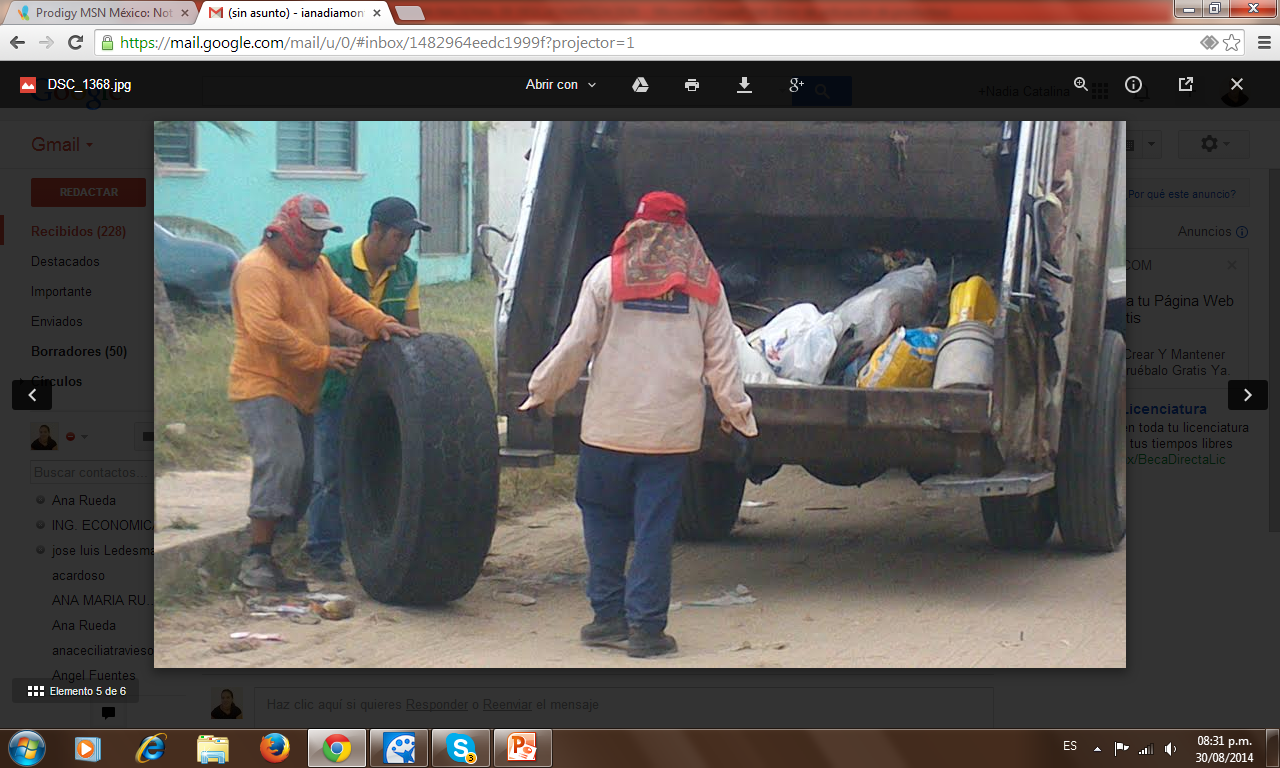 Prodigy MSN México: Not
(sin asunto) - ianadiamon
https://mail.google.com/mail/u/0/#inbox/1482964eedc1999f?projector=1
DSC_1368.jpg
Abrir con
+Nadia Catalina
Gmail
REDACTAR
Recibidos (228)
Destacados
Importante
Enviados
Borradores (50)
Círculos
Buscar contactos...
Ana Rueda
ING. ECONOMICA
jose luis Ledesma
acardoso
ANA MARIA RU...
Ana Rueda
anaceciliatravieso
Angel Fuentes
¿Por qué este anuncio?
Anuncios
COM
a tu Página Web
tis
Crear Y Mantener
ruébalo Gratis Ya.
Licenciatura
n toda tu licenciatura
tus tiempos libres
x/BecaDirectaLic
Elemento 5 de 6
Haz clic aquí si quieres Responder o Reenviar el mensaje
3
ES
08:31 p.m.
30/08/2014